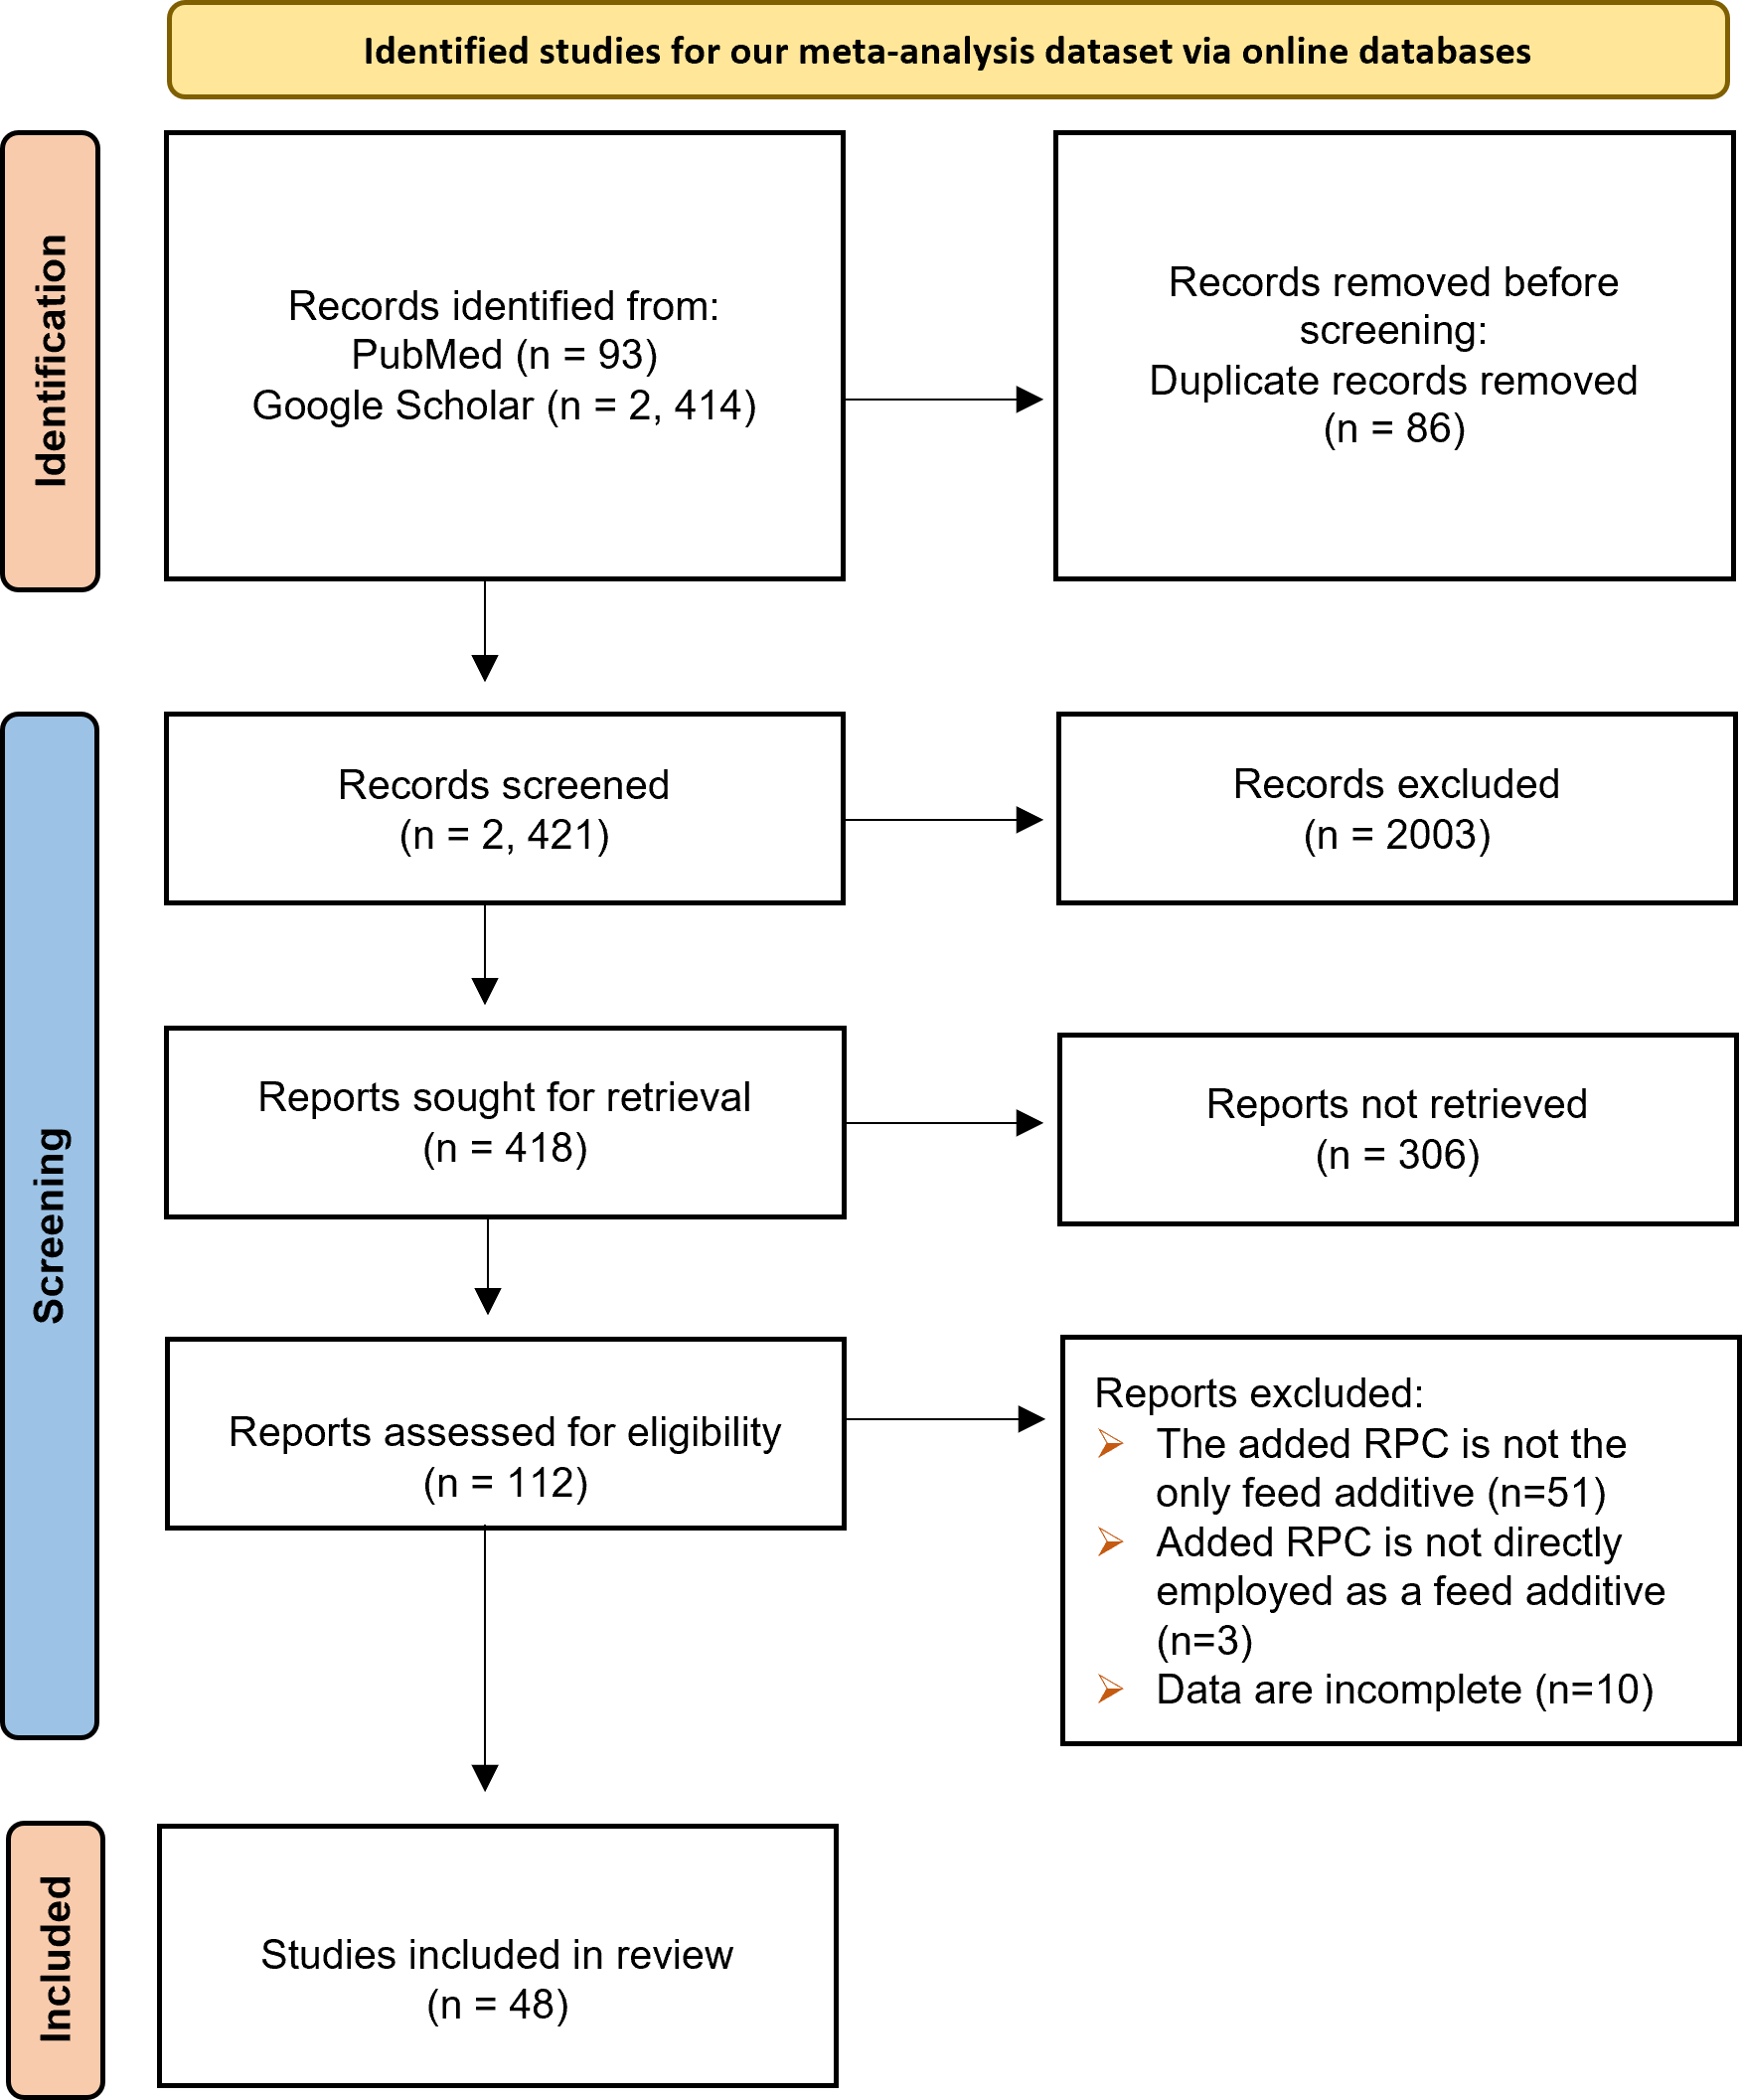 Identified studies for our meta-analysis dataset via online databases
Identification
Records identified from:
PubMed (n = 93)
Google Scholar (n = 2, 414)
Records removed before
screening:
Duplicate records removed
(n = 86)
Screening
Records screened
(n = 2, 421)
Records excluded
(n = 2003)
Reports sought for retrieval
(n = 418)
Reports not retrieved
(n = 306)
Reports assessed for eligibility
(n = 112)
Reports excluded:
The added RPC is not the
only feed additive (n=51)
Added RPC is not directly
employed as a feed additive
(n=3)
Data are incomplete (n=10)
Included
Studies included in review
(n = 48)